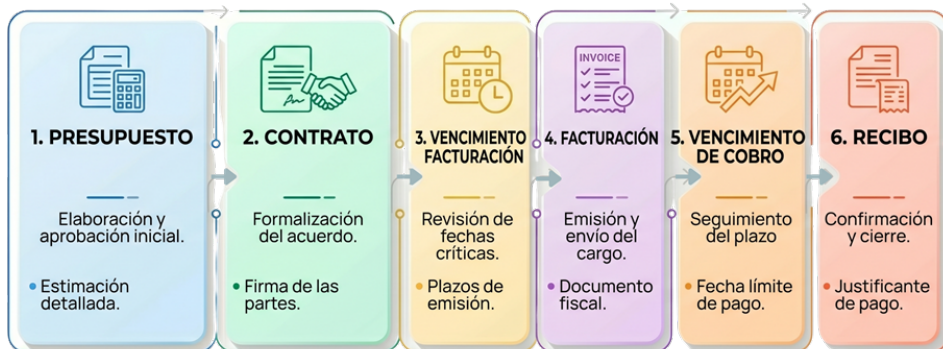 1. PRESUPUESTO
Elaboración y
aprobación inicial.
• Estimación
detallada.
2. CONTRATO
Formalización
del acuerdo.
• Firma de las
partes.
3. VENCIMIENTO
FACTURACIÓN
Revisión de
fechas
críticas.
• Plazos de
emisión.
INVOICE
4. FACTURACIÓN
Emisión y
envío del
cargo.
• Documento
fiscal.
5. VENCIMIENTO
DE COBRO
Seguimiento
del plazo
• Fecha límite
de pago.
6. RECIBO
Confirmación
y cierre.
• Justificante
de pago.